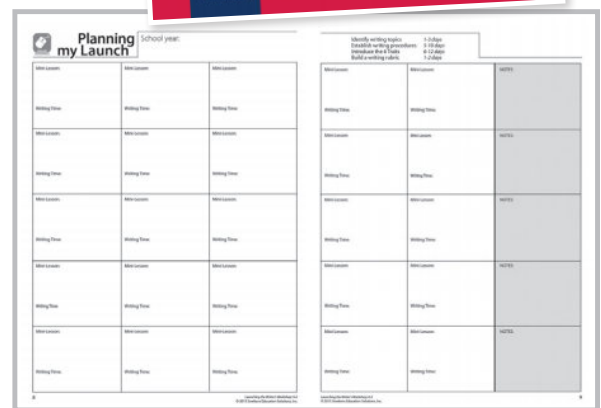 Planning
my Launch
School year:
Mini Lesson: Mini Lesson: Mini Lesson:
Writing Time: Writing Time: Writing Time:
Mini Lesson: Mini Lesson: Mini Lesson:
Writing Time: Writing Time: Writing Time:
Mini Lesson: Mini Lesson: Mini Lesson:
Writing Time: Writing Time: Writing Time:
Mini Lesson: Mini Lesson: Mini Lesson:
Writing Time: Writing Time: Writing Time:
Mini Lesson: Mini Lesson: Mini Lesson:
Writing Time: Writing Time: Writing Time:
8
Identify writing topics 1-3 days
Establish writing procedures
Introduce the 6 Traits
Build a writing rubric 1-2 days
Mini Lesson: Mini Lesson: NOTES:
Writing Time: Writing Time:
Mini Lesson: Mini Lesson: NOTES:
Writing Time: Writing Time:
Mini Lesson: Mini Lesson: NOTES:
Writing Time: Writing Time:
Mini Lesson: Mini Lesson: NOTES:
Writing Time: Writing Time:
Mini Lesson: Mini Lesson: NOTES:
Writing Time: Writing Time:
9